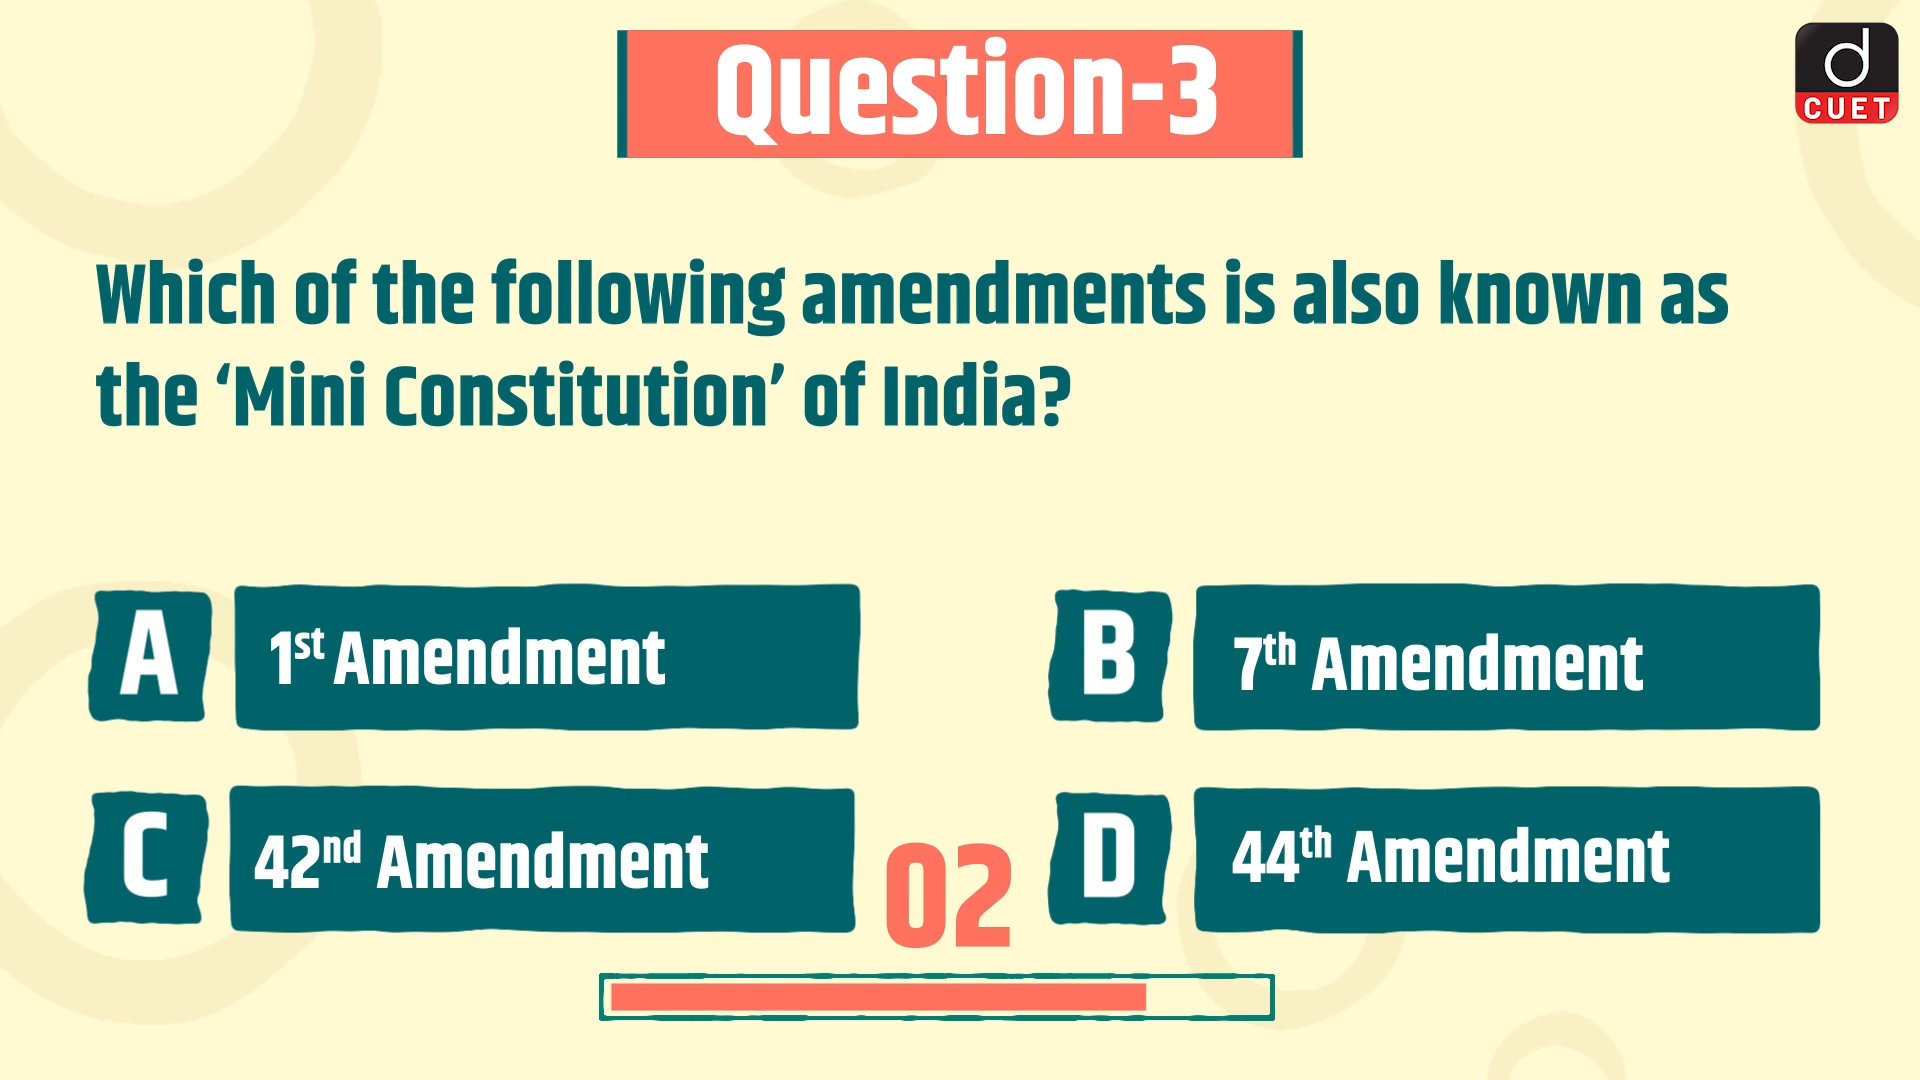 Question-3
d
CUET
Which of the following amendments is also known as
the ‘Mini Constitution’ of India?
A
1st Amendment
B
7th Amendment
C
42nd Amendment
02
D
44th Amendment